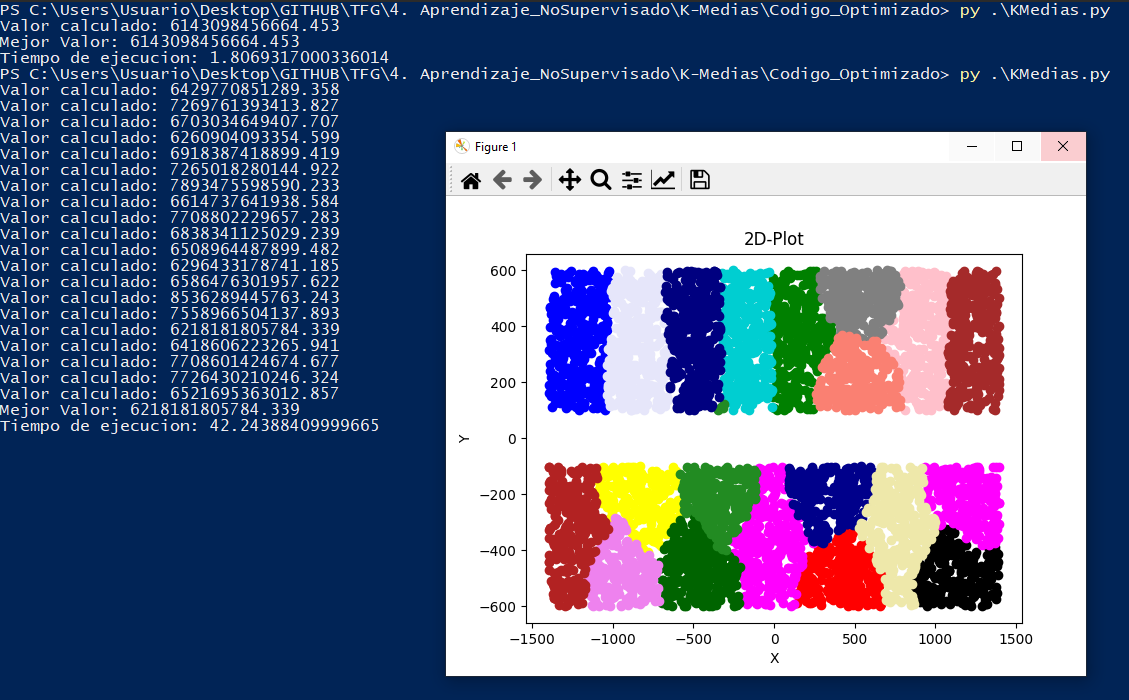 PS C:\Users\Usuario\Desktop\GITHUB\TFG\4. Aprendizaje_NoSupervisado\K-Medias\Codigo_Optimizado> py .\KMedias.py
Valor calculado: 6143098456664.453
Mejor Valor: 6143098456664.453
Tiempo de ejecucion: 1.8069317000336014
PS C:\Users\Usuario\Desktop\GITHUB\TFG\4. Aprendizaje_NoSupervisado\K-Medias\Codigo_Optimizado> py .\KMedias.py
Valor calculado: 6429770851289.358
Valor calculado: 7269761393413.827
Valor calculado: 6703034649407.707
Valor calculado: 6260904093354.599
Valor calculado: 6918387418899.419
Valor calculado: 7265018280144.922
Valor calculado: 7893475598590.233
Valor calculado: 6614737641938.584
Valor calculado: 7708802229657.283
Valor calculado: 6838341125029.239
Valor calculado: 6508964487899.482
Valor calculado: 6296433178741.185
Valor calculado: 6586476301957.622
Valor calculado: 8536289445763.243
Valor calculado: 7558966504137.893
Valor calculado: 6218181805784.339
Valor calculado: 6418606223265.941
Valor calculado: 7708601424674.677
Valor calculado: 7726430210246.324
Valor calculado: 6521695363012.857
Mejor Valor: 6218181805784.339
Tiempo de ejecucion: 42.24388409999665
Figure 1
2D-Plot
600
400
200
0
−200
−400
−600
Y
−1500 −1000 −500 0 500 1000 1500
X